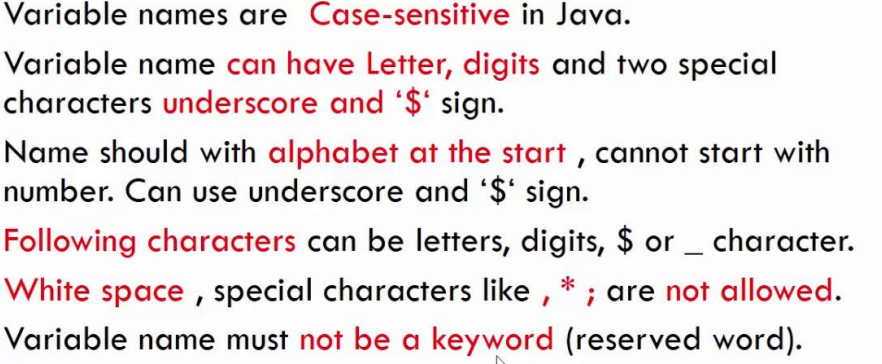 Variable names are Case-sensitive in Java.
Variable name can have Letter, digits and two special
characters underscore and ‘$‘ sign.
Name should with alphabet at the start , cannot start with
number. Can use underscore and ‘$‘ sign.
Following characters can be letters, digits, $ or _ character.
White space , special characters like , * ; are not allowed.
Variable name must not be a keyword (reserved word).